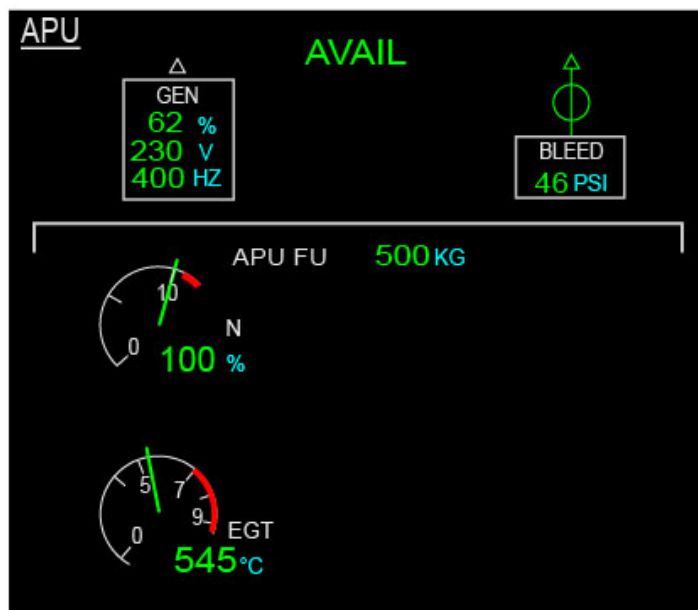 APU
AVAIL
GEN
62 %
230 V
400 HZ
BLEED
46 PSI
APU FU 500 KG
10
0
N
100 %
5
7
9
0
EGT
545 °C